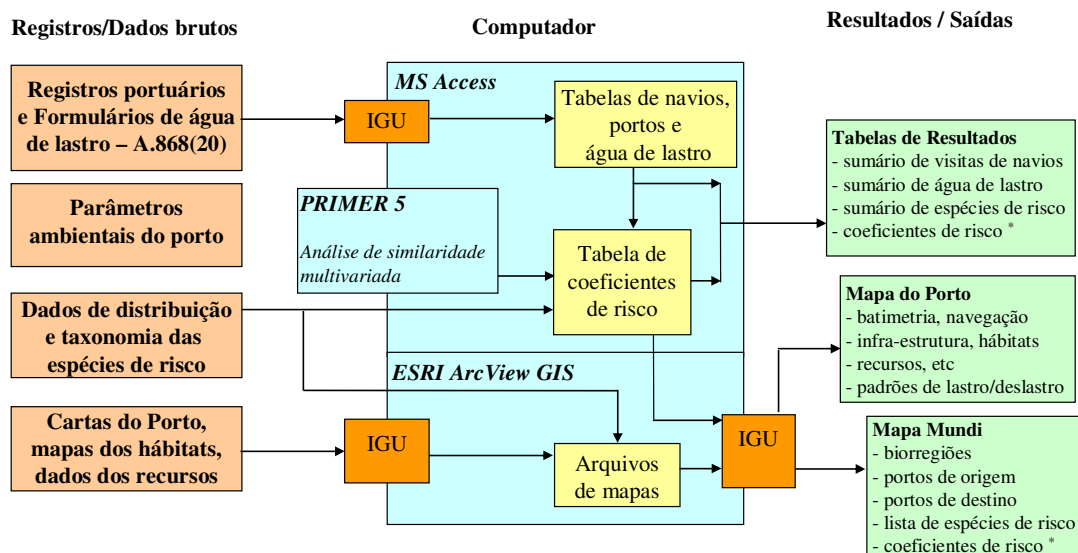 Registros/Dados brutos
Computador
Resultados / Saídas
Registros portuários
e Formulários de água
de lastro – A.868(20)
Parâmetros
ambientais do porto
Dados de distribuição
e taxonomia das
espécies de risco
Cartas do Porto,
mapas dos hábitats,
dados dos recursos
MS Access
IGU
Tabelas de navios,
portos e
água de lastro
PRIMER 5
Análise de similaridade
multivariada
Tabela de
coeficientes
de risco
ESRI ArcView GIS
IGU
Arquivos
de mapas
IGU
Tabelas de Resultados
- sumário de visitas de navios
- sumário de água de lastro
- sumário de espécies de risco
- coeficientes de risco *
Mapa do Porto
- batimetria, navegação
- infra-estrutura, hábitats
- recursos, etc
- padrões de lastro/deslastro
Mapa Mundi
- biorregiões
- portos de origem
- portos de destino
- lista de espécies de risco
- coeficientes de risco *